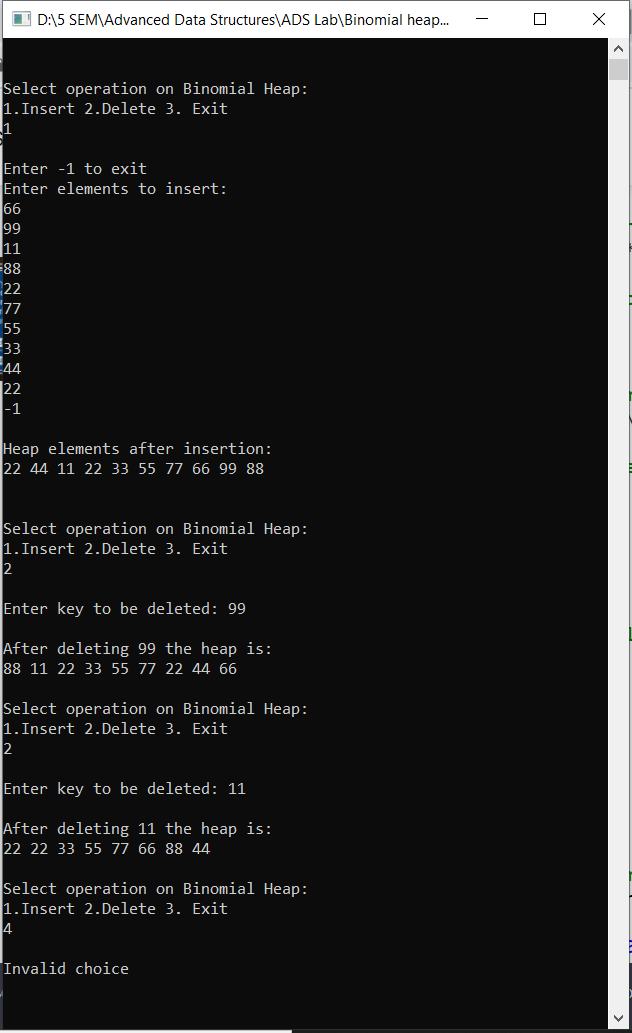 D:\5 SEM\Advanced Data Structures\ADS Lab\Binomial heap...
Select operation on Binomial Heap:
1.Insert 2.Delete 3. Exit
1
Enter -1 to exit
Enter elements to insert:
66
99
11
88
22
77
55
33
44
22
-1
Heap elements after insertion:
22 44 11 22 33 55 77 66 99 88
Select operation on Binomial Heap:
1.Insert 2.Delete 3. Exit
2
Enter key to be deleted: 99
After deleting 99 the heap is:
88 11 22 33 55 77 22 44 66
Select operation on Binomial Heap:
1.Insert 2.Delete 3. Exit
2
Enter key to be deleted: 11
After deleting 11 the heap is:
22 22 33 55 77 66 88 44
Select operation on Binomial Heap:
1.Insert 2.Delete 3. Exit
4
Invalid choice